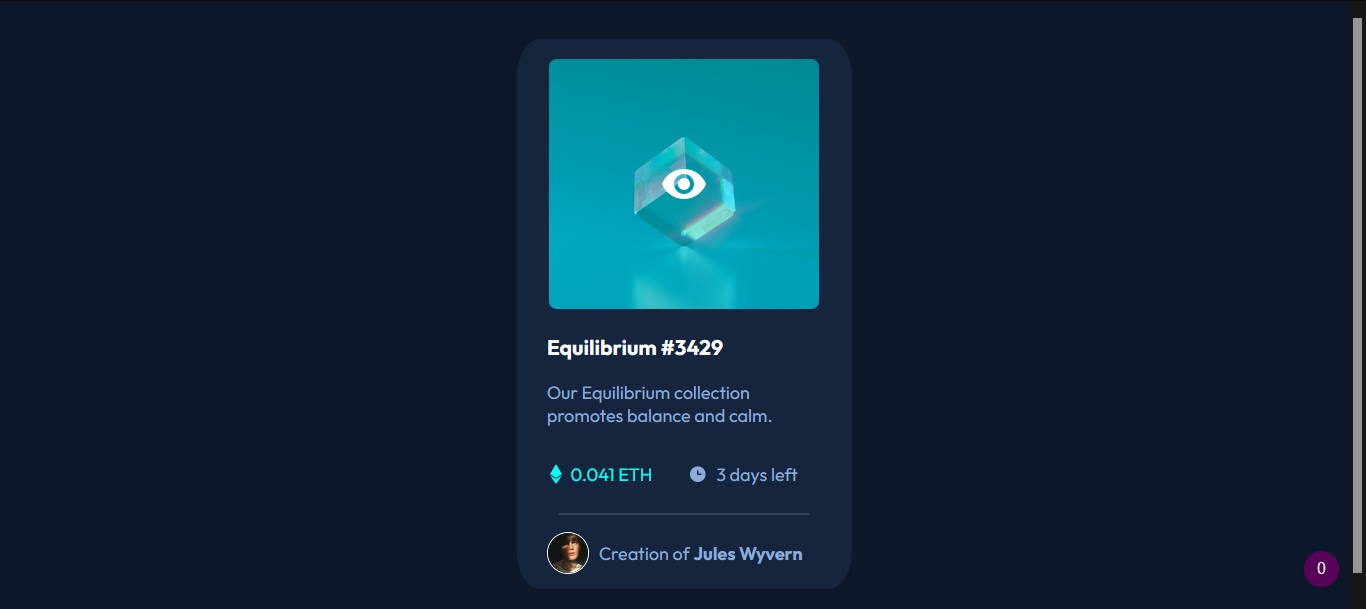 Equilibrium #3429
Our Equilibrium collection
promotes balance and calm.
0.041 ETH 3 days left
Creation of Jules Wyvern
0